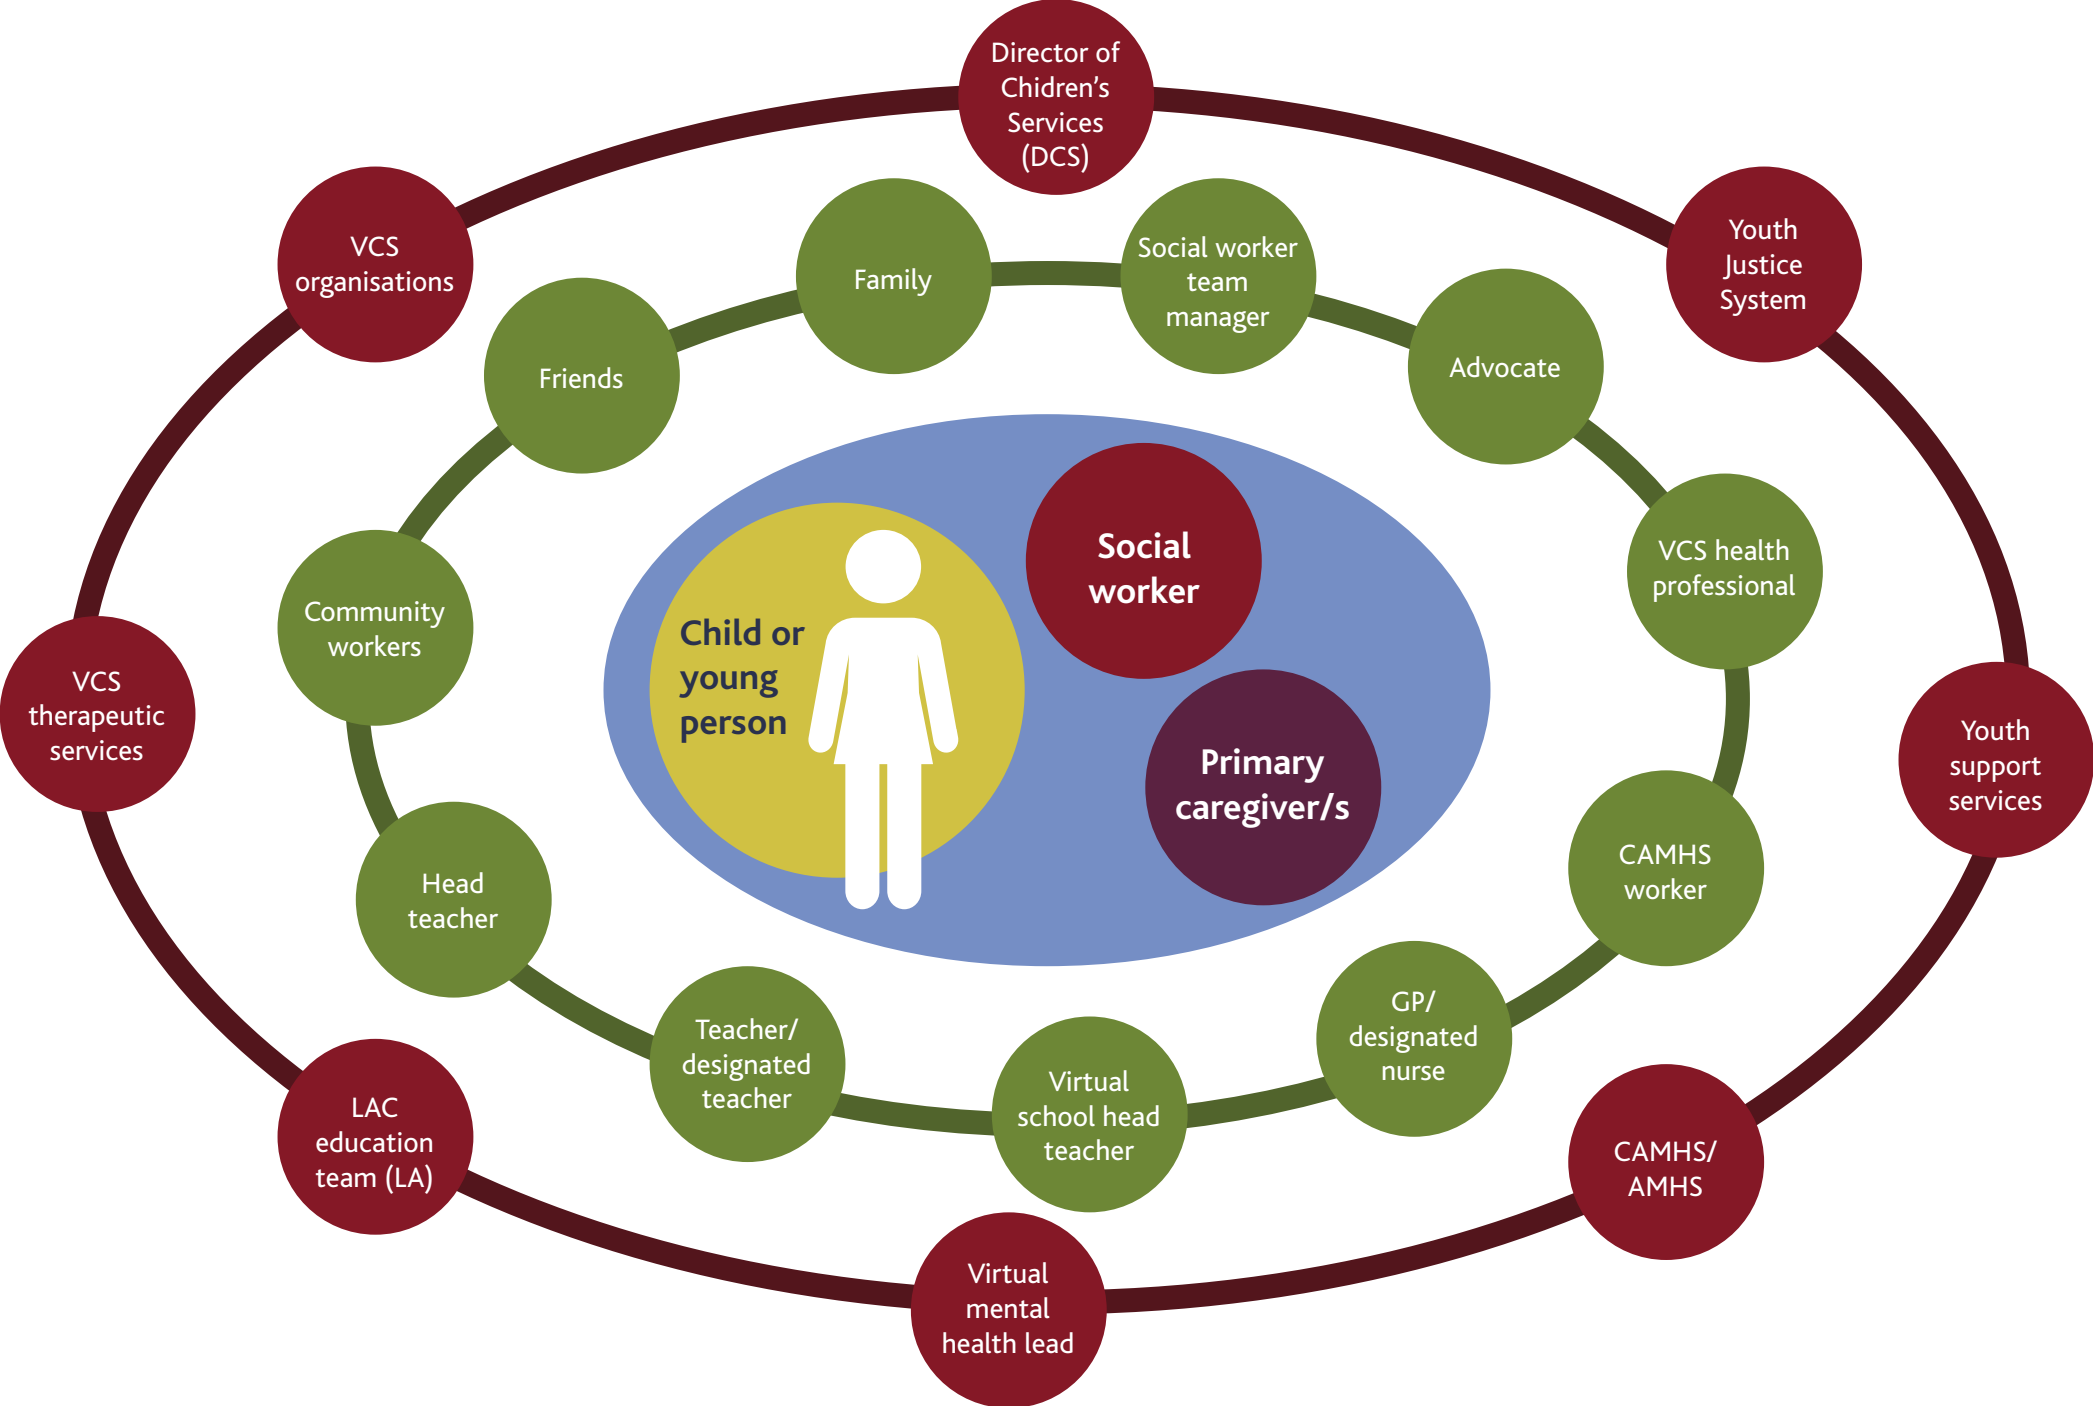 Director of
Chidren’s
Services
(DCS)
Youth
Justice
System
VCS
organisations
Family
Social worker
team
manager
Friends
Advocate
VCS health
professional
Social
worker
Community
workers
Child or
young
person
VCS
therapeutic
services
Youth
support
services
Primary
caregiver/s
CAMHS
worker
Head
teacher
GP/
designated
nurse
Teacher/
designated
teacher
Virtual
school head
teacher
LAC
education
team (LA)
CAMHS/
AMHS
Virtual
mental
health lead